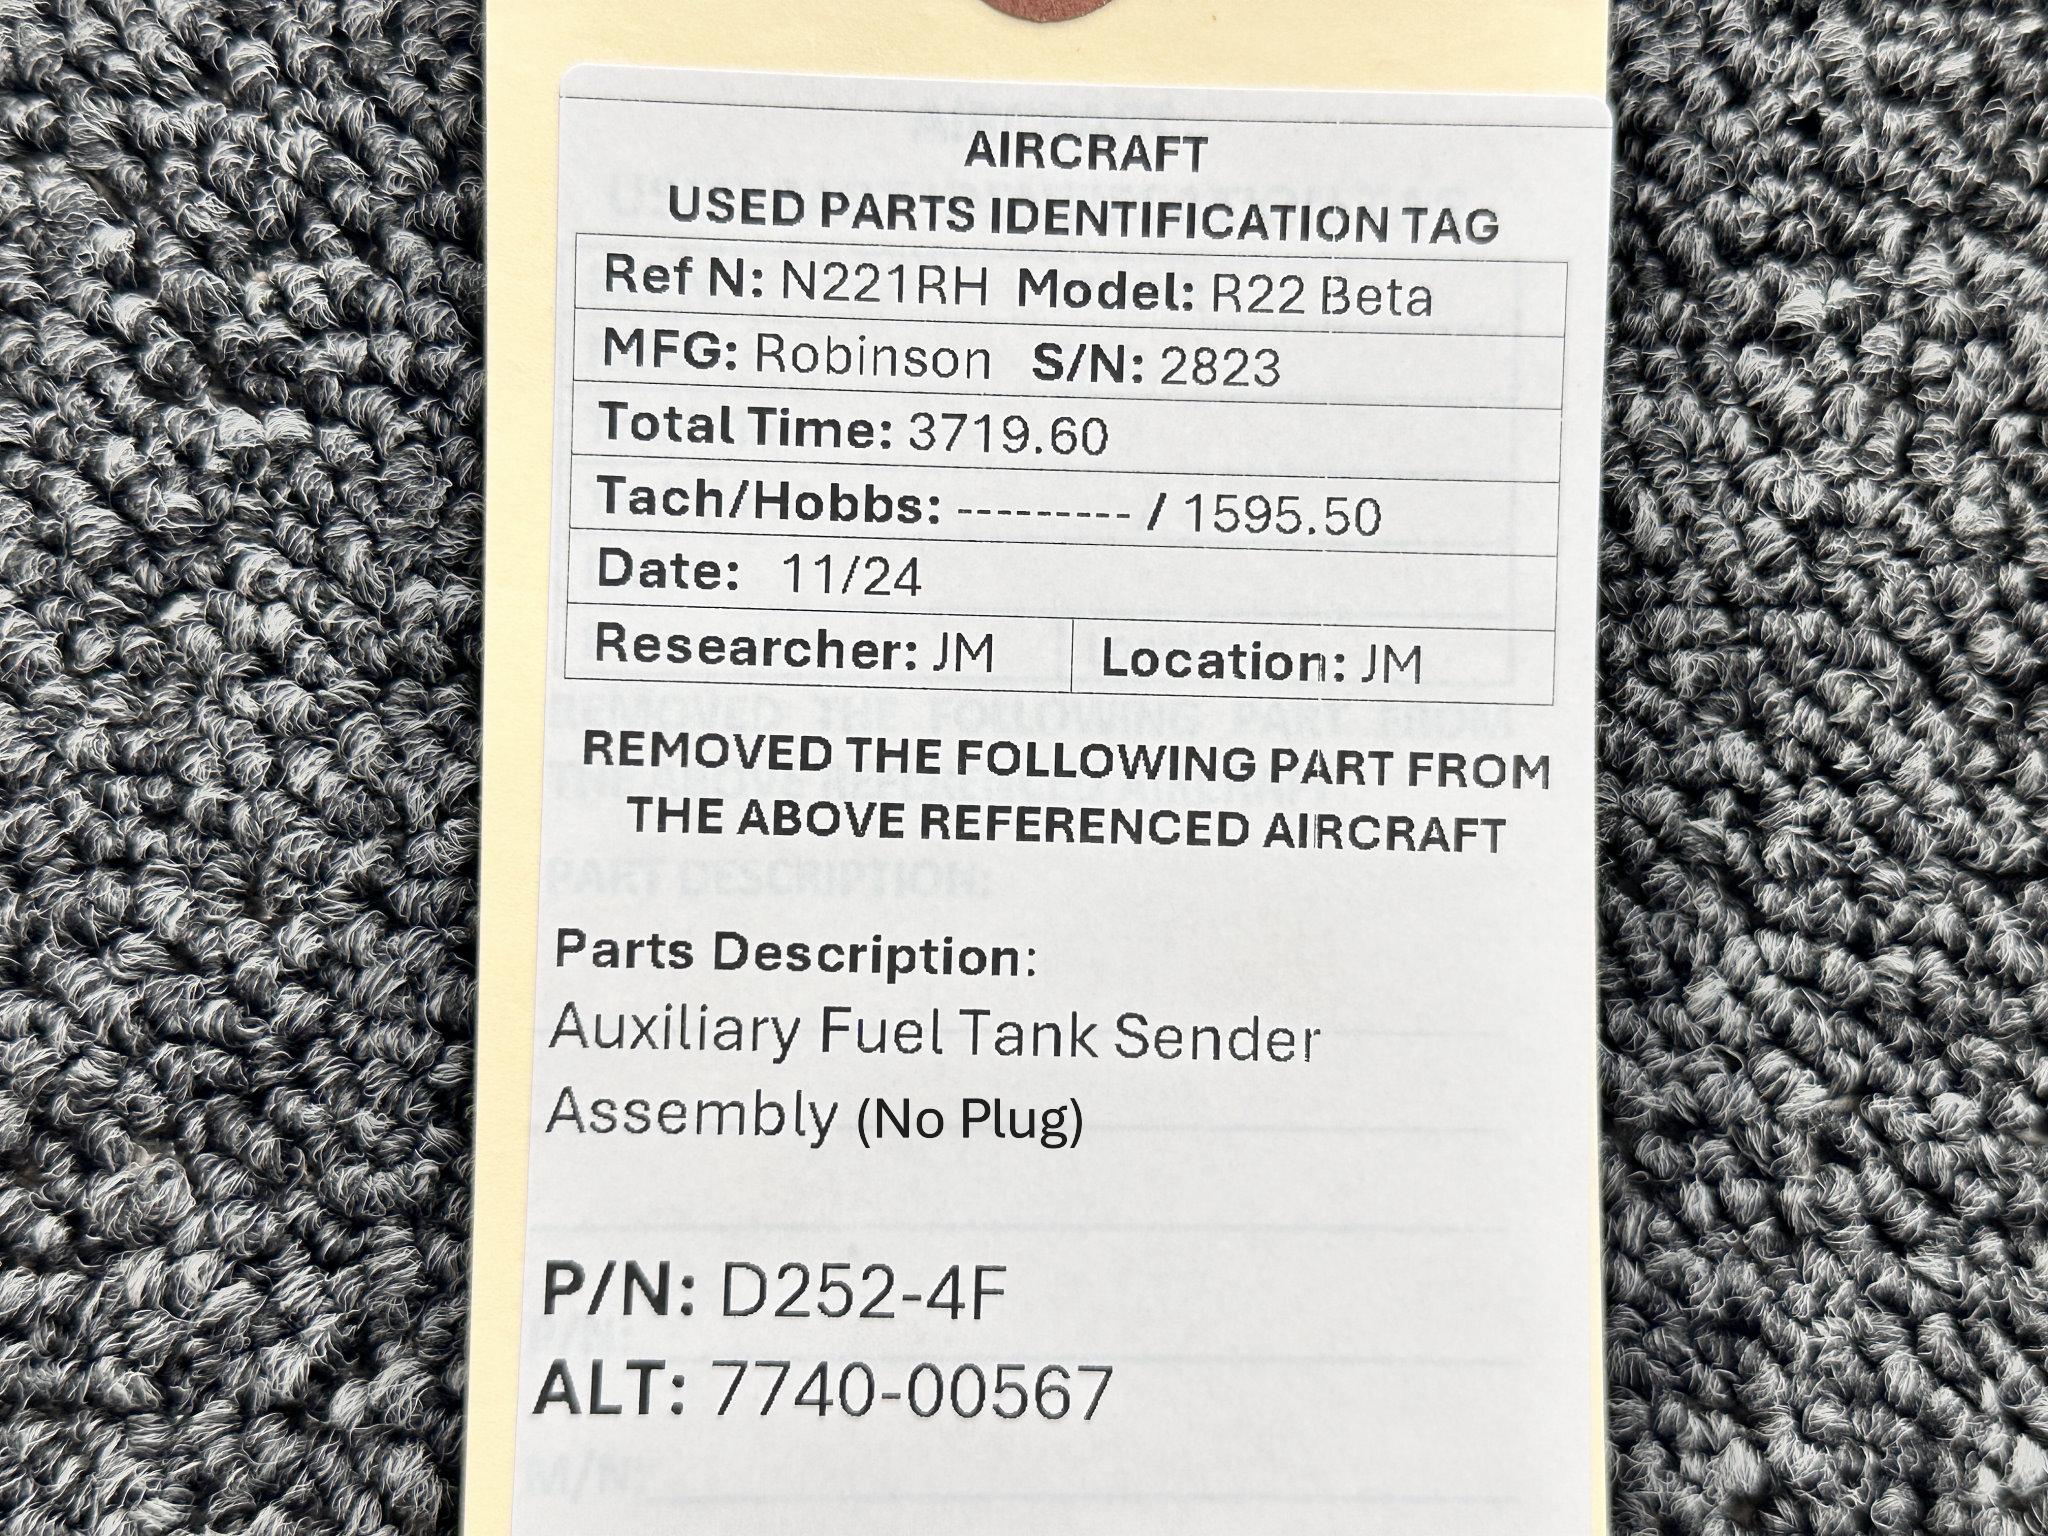 AIRCRAFT
USED PARTS IDENTIFICATION TAG
Ref N: N221RH Model: R22 Beta
MFG: Robinson S/N: 2823
Total Time: 3719.60
Tach/Hobbs: --------- / 1595.50
Date: 11/24
Researcher: JM Location: JM
REMOVED THE FOLLOWING PART FROM
THE ABOVE REFERENCED AIRCRAFT
PART DESCRIPTION:
Parts Description:
Auxiliary Fuel Tank Sender
Assembly (No Plug)
P/N: D252-4F
P/N:
ALT: 7740-00567
M/N: